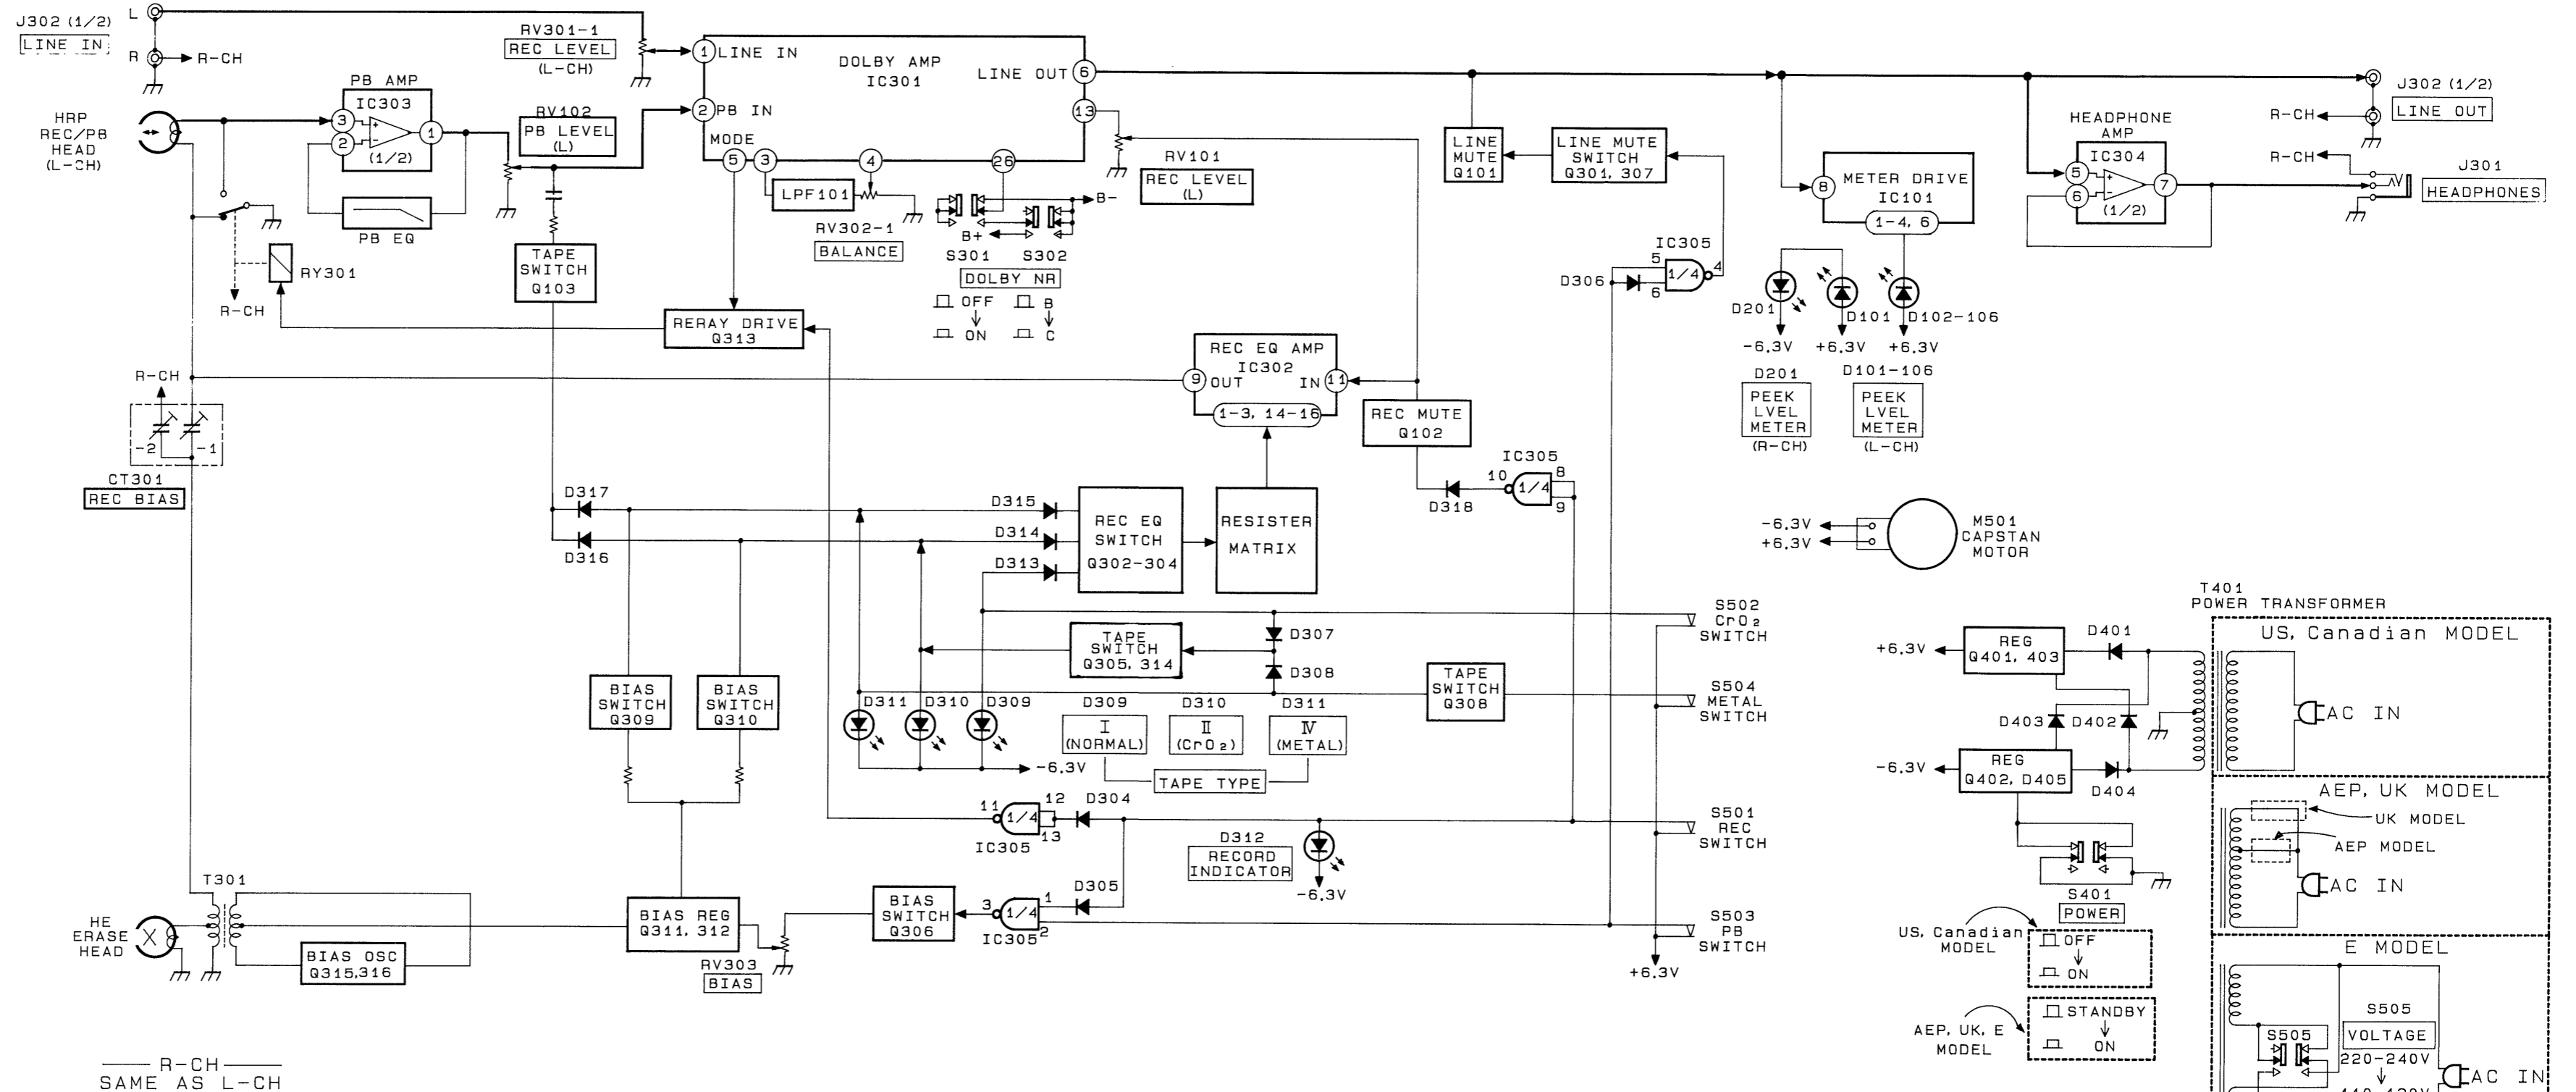 J302 (1/2)
LINE IN
L
R
R-CH
RV301-1
REC LEVEL
(L-CH)
1
LINE IN
DOLBY AMP
IC301
LINE OUT
6
13
2
PB IN
MODE
5
3
4
26
HRP
REC/PB
HEAD
(L-CH)
PB AMP
IC303
3
2
1
(1/2)
PB EQ
RV102
PB LEVEL
(L)
TAPE
SWITCH
Q103
RY301
R-CH
LPF101
RV302-1
BALANCE
B-
B+
S301
S302
DOLBY NR
OFF
ON
B
C
RV101
REC LEVEL
(L)
LINE
MUTE
Q101
LINE MUTE
SWITCH
Q301, 307
8
METER DRIVE
IC101
1-4, 6
HEADPHONE
AMP
IC304
5
6
7
(1/2)
J302 (1/2)
LINE OUT
R-CH
R-CH
J301
HEADPHONES
IC305
5
6
1/4
4
D306
D201
D101
D102-106
-6.3V
+6.3V
+6.3V
D201
PEEK
LVEL
METER
(R-CH)
D101-106
PEEK
LVEL
METER
(L-CH)
RERAY DRIVE
Q313
REC EQ AMP
IC302
9
OUT
IN
11
1-3, 14-16
REC MUTE
Q102
R-CH
-2
-1
CT301
REC BIAS
IC305
10
1/4
8
9
D318
D317
D316
D315
D314
D313
REC EQ
SWITCH
Q302-304
RESISTER
MATRIX
-6.3V
+6.3V
M501
CAPSTAN
MOTOR
S502
CrO2
SWITCH
D307
TAPE
SWITCH
Q305, 314
D308
BIAS
SWITCH
Q309
BIAS
SWITCH
Q310
TAPE
SWITCH
Q308
S504
METAL
SWITCH
D311
D310
D309
D309
I
(NORMAL)
D310
II
(CrO2)
D311
IV
(METAL)
-6.3V
TAPE TYPE
11
1/4
12
13
IC305
D304
D312
RECORD
INDICATOR
-6.3V
S501
REC
SWITCH
T301
HE
ERASE
HEAD
BIAS OSC
Q315,316
BIAS REG
Q311, 312
RV303
BIAS
BIAS
SWITCH
Q306
3
1/4
1
2
IC305
D305
S503
PB
SWITCH
+6.3V
T401
POWER TRANSFORMER
US, Canadian MODEL
+6.3V
REG
Q401, 403
D401
D403
D402
-6.3V
REG
Q402, D405
D404
AC IN
AEP, UK MODEL
UK MODEL
AEP MODEL
AC IN
S401
POWER
US, Canadian
MODEL
OFF
ON
AEP, UK, E
MODEL
STANDBY
ON
E MODEL
S505
S505
VOLTAGE
220-240V
AC IN
R-CH
SAME AS L-CH